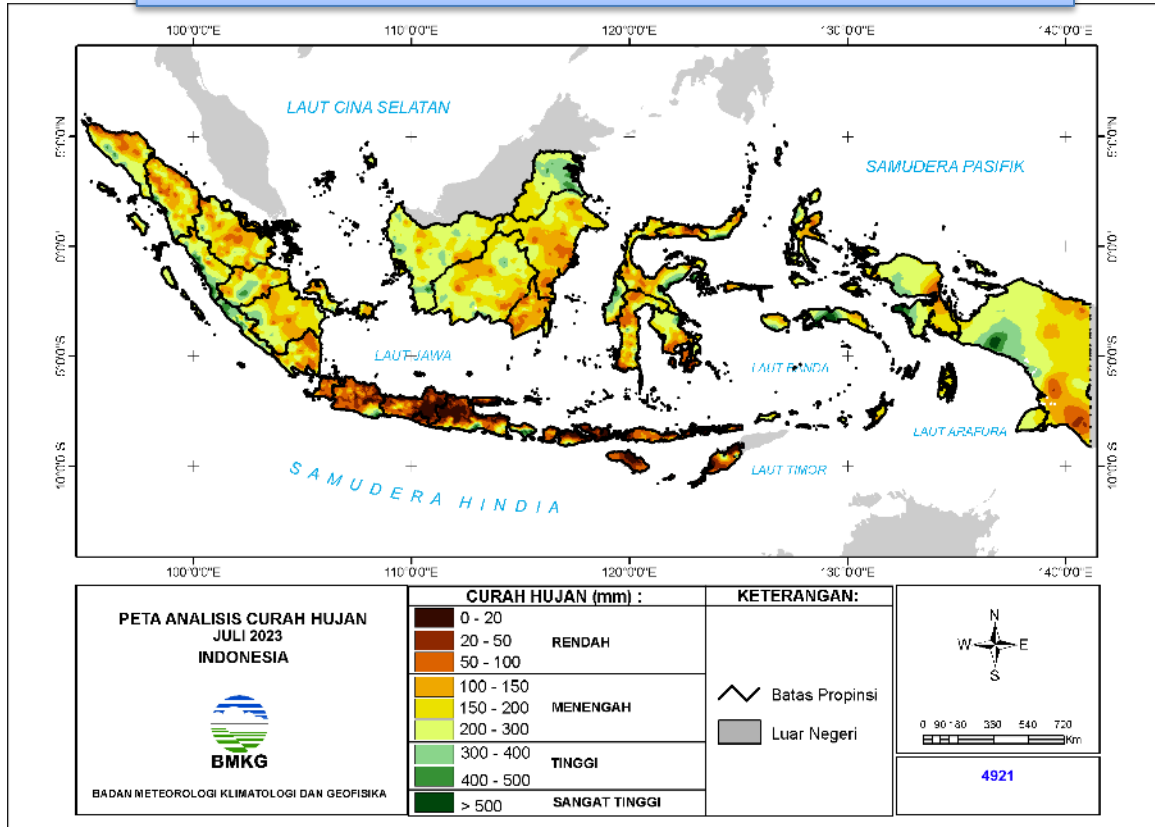 100°0'0"E 110°0'0"E 120°0'0"E 130°0'0"E 140°0'0"E
LAUT CINA SELATAN
5°0'0"N 5°0'0"N
SAMUDERA PASIFIK
0°0'0" 0°0'0"
LAUT JAWA
LAUT BANDA
5°0'0"S 5°0'0"S
LAUT ARAFURA
LAUT TIMOR
10°0'0"S 10°0'0"S
SAMUDERA HINDIA
100°0'0"E 110°0'0"E 120°0'0"E 130°0'0"E 140°0'0"E
PETA ANALISIS CURAH HUJAN
JULI 2023
INDONESIA
BMKG
BADAN METEOROLOGI KLIMATOLOGI DAN GEOFISIKA
CURAH HUJAN (mm) :
0 - 20
20 - 50 RENDAH
50 - 100
100 - 150
150 - 200 MENENGAH
200 - 300
300 - 400
TINGGI
400 - 500
> 500 SANGAT TINGGI
KETERANGAN:
Batas Propinsi
Luar Negeri
N
W E
S
0 90 180 360 540 720
Km
4921